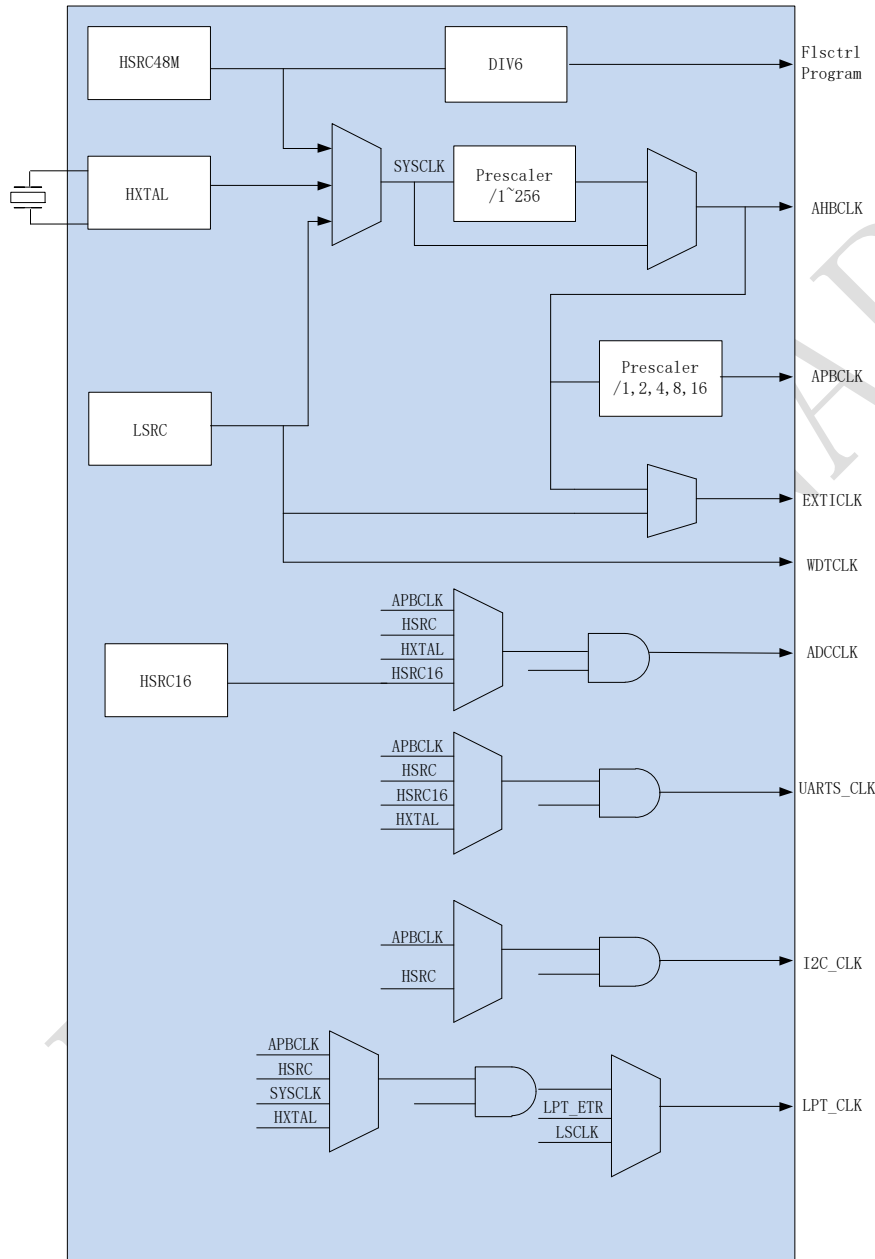 HSRC48M
DIV6
Flsctrl
Program
HXTAL
SYSCLK
Prescaler
/1~256
AHBCLK
Prescaler
/1,2,4,8,16
APBCLK
LSRC
EXTICLK
WDTCLK
APBCLK
HSRC
HXTAL
HSRC16
ADCCLK
HSRC16
APBCLK
HSRC
HSRC16
HXTAL
UARTS_CLK
APBCLK
HSRC
I2C_CLK
APBCLK
HSRC
SYSCLK
HXTAL
LPT_ETR
LSCLK
LPT_CLK